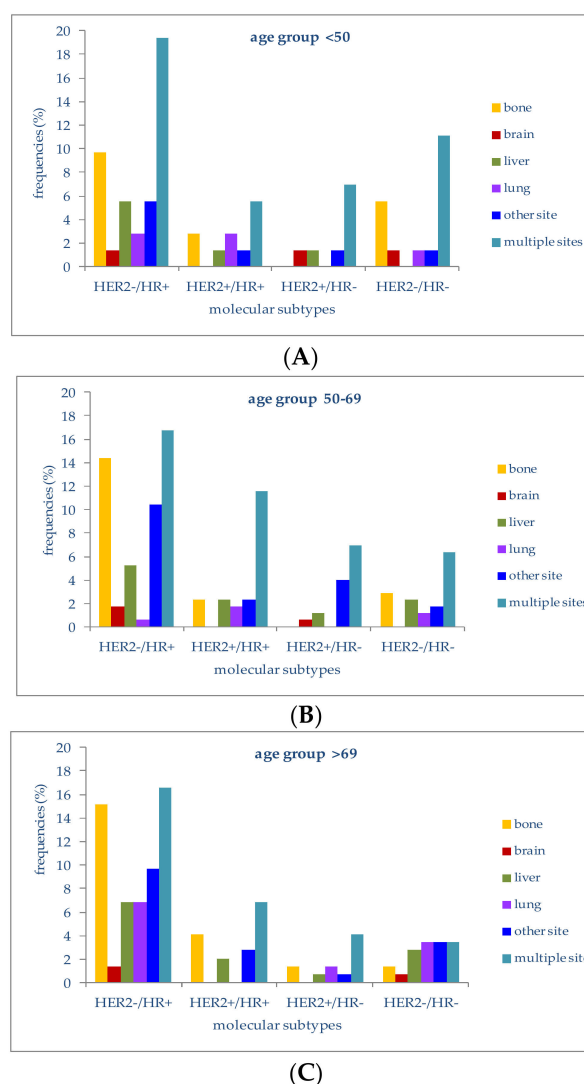 age group <50
20
18
16
14
12
10
8
6
4
2
0
frequencies (%)
HER2-/HR+ HER2+/HR+ HER2+/HR- HER2-/HR-
molecular subtypes
bone
brain
liver
lung
other site
multiple sites
(A)
age group 50-69
20
18
16
14
12
10
8
6
4
2
0
frequencies (%)
HER2-/HR+ HER2+/HR+ HER2+/HR- HER2-/HR-
molecular subtypes
bone
brain
liver
lung
other site
multiple sites
(B)
age group >69
20
18
16
14
12
10
8
6
4
2
0
frequencies (%)
HER2-/HR+ HER2+/HR+ HER2+/HR- HER2-/HR-
molecular subtypes
bone
brain
liver
lung
other site
multiple sites
(C)